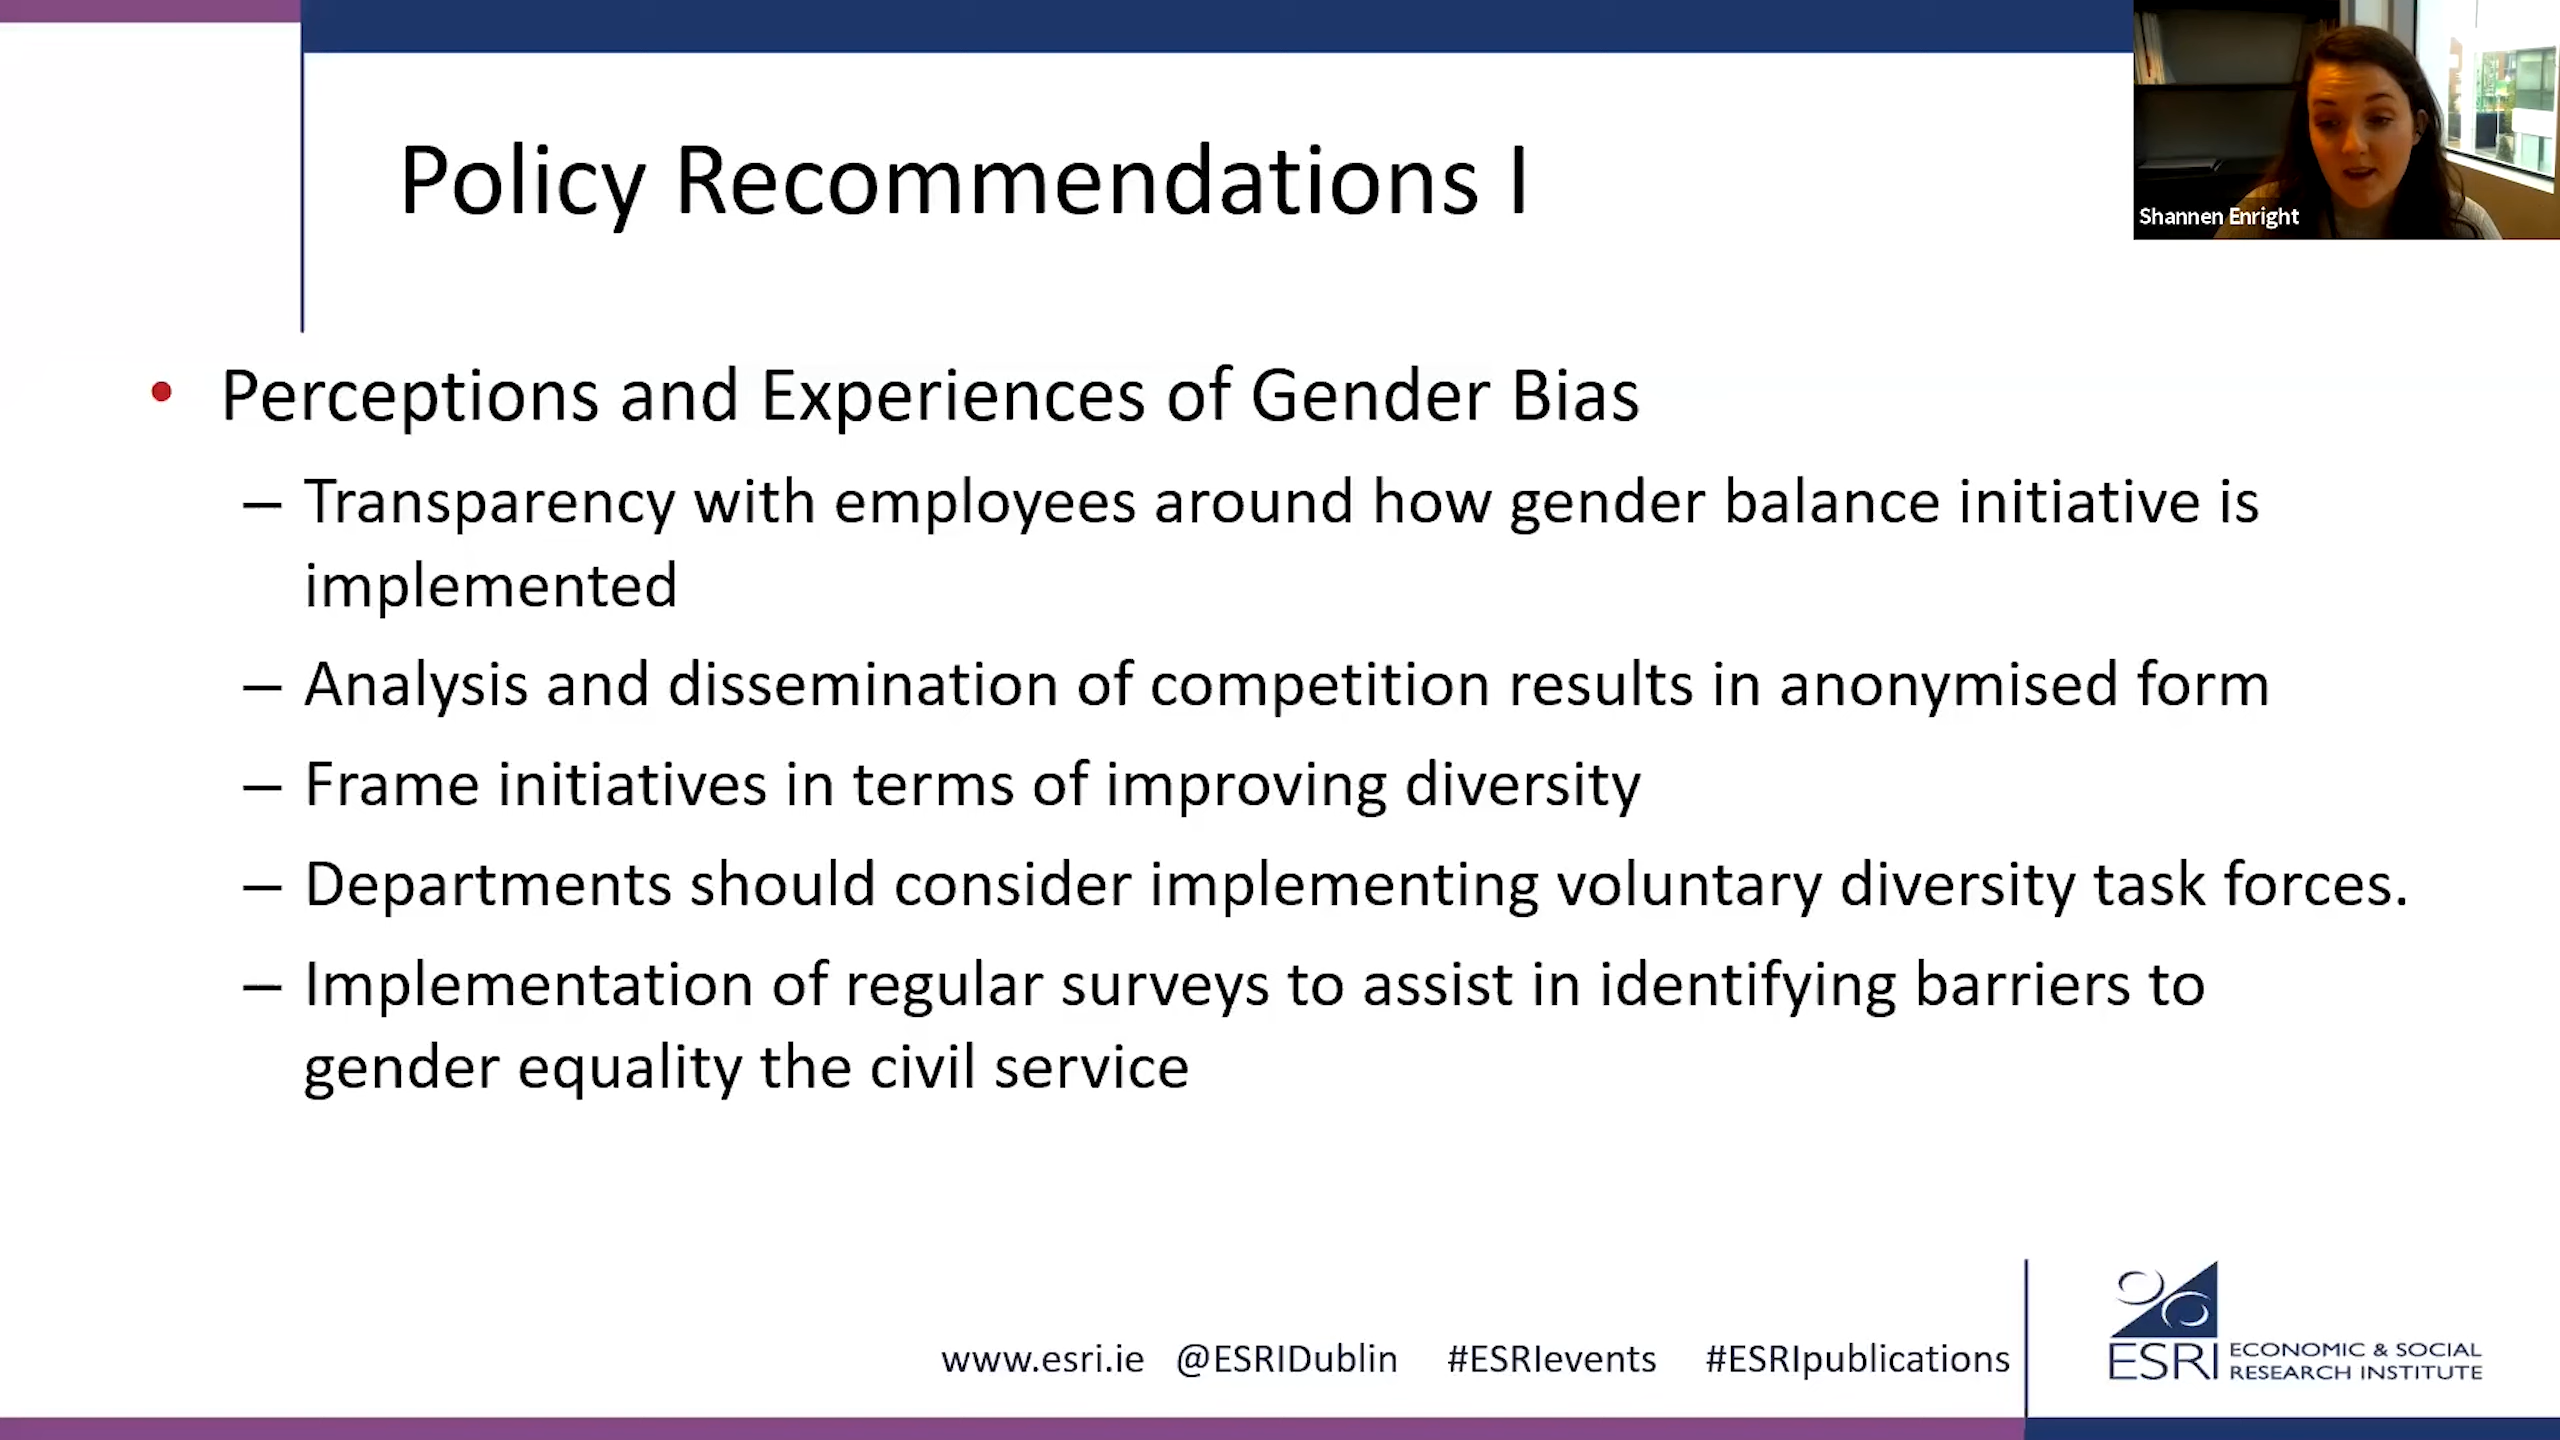 Policy Recommendations I
Shannen Enright
• Perceptions and Experiences of Gender Bias
– Transparency with employees around how gender balance initiative is
implemented
– Analysis and dissemination of competition results in anonymised form
– Frame initiatives in terms of improving diversity
– Departments should consider implementing voluntary diversity task forces.
– Implementation of regular surveys to assist in identifying barriers to
gender equality the civil service
www.esri.ie @ESRIDublin #ESRIevents #ESRIpublications
ESRI ECONOMIC & SOCIAL
RESEARCH INSTITUTE